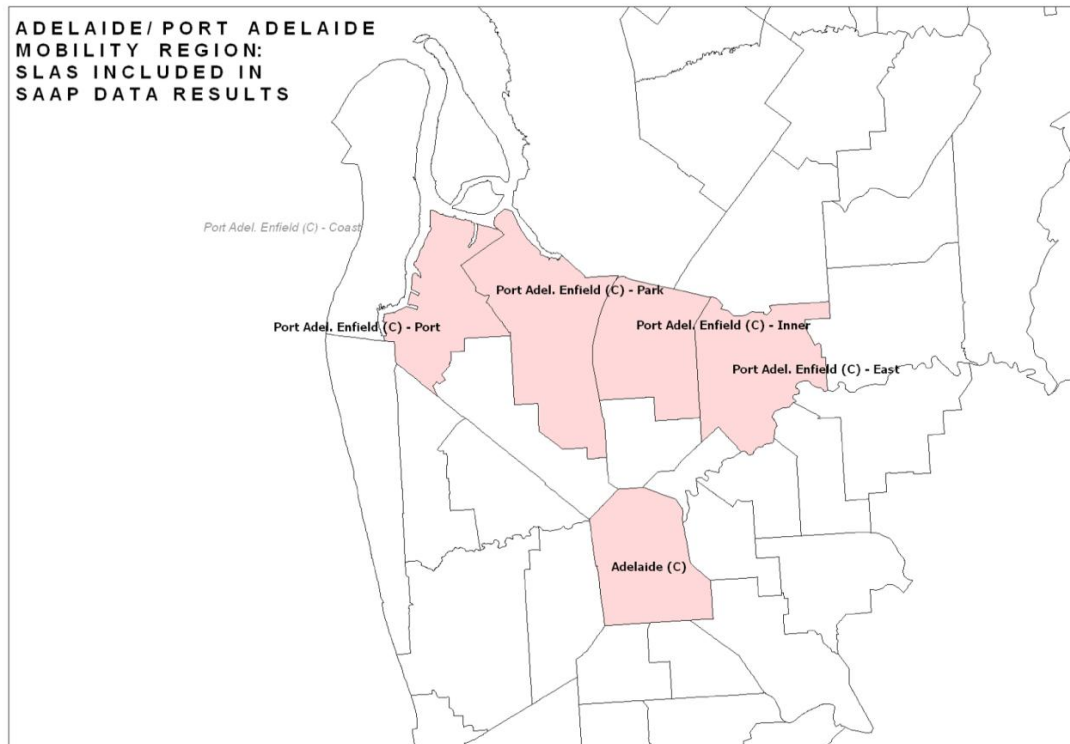 ADELAIDE/ PORT ADELAIDE
MOBILITY REGION:
SLAS INCLUDED IN
SAAP DATA RESULTS
Port Adel. Enfield (C) - Coast
Port Adel. Enfield (C) - Park
Port Adel. Enfield (C) - Port
Port Adel. Enfield (C) - Inner
Port Adel. Enfield (C) - East
Adelaide (C)